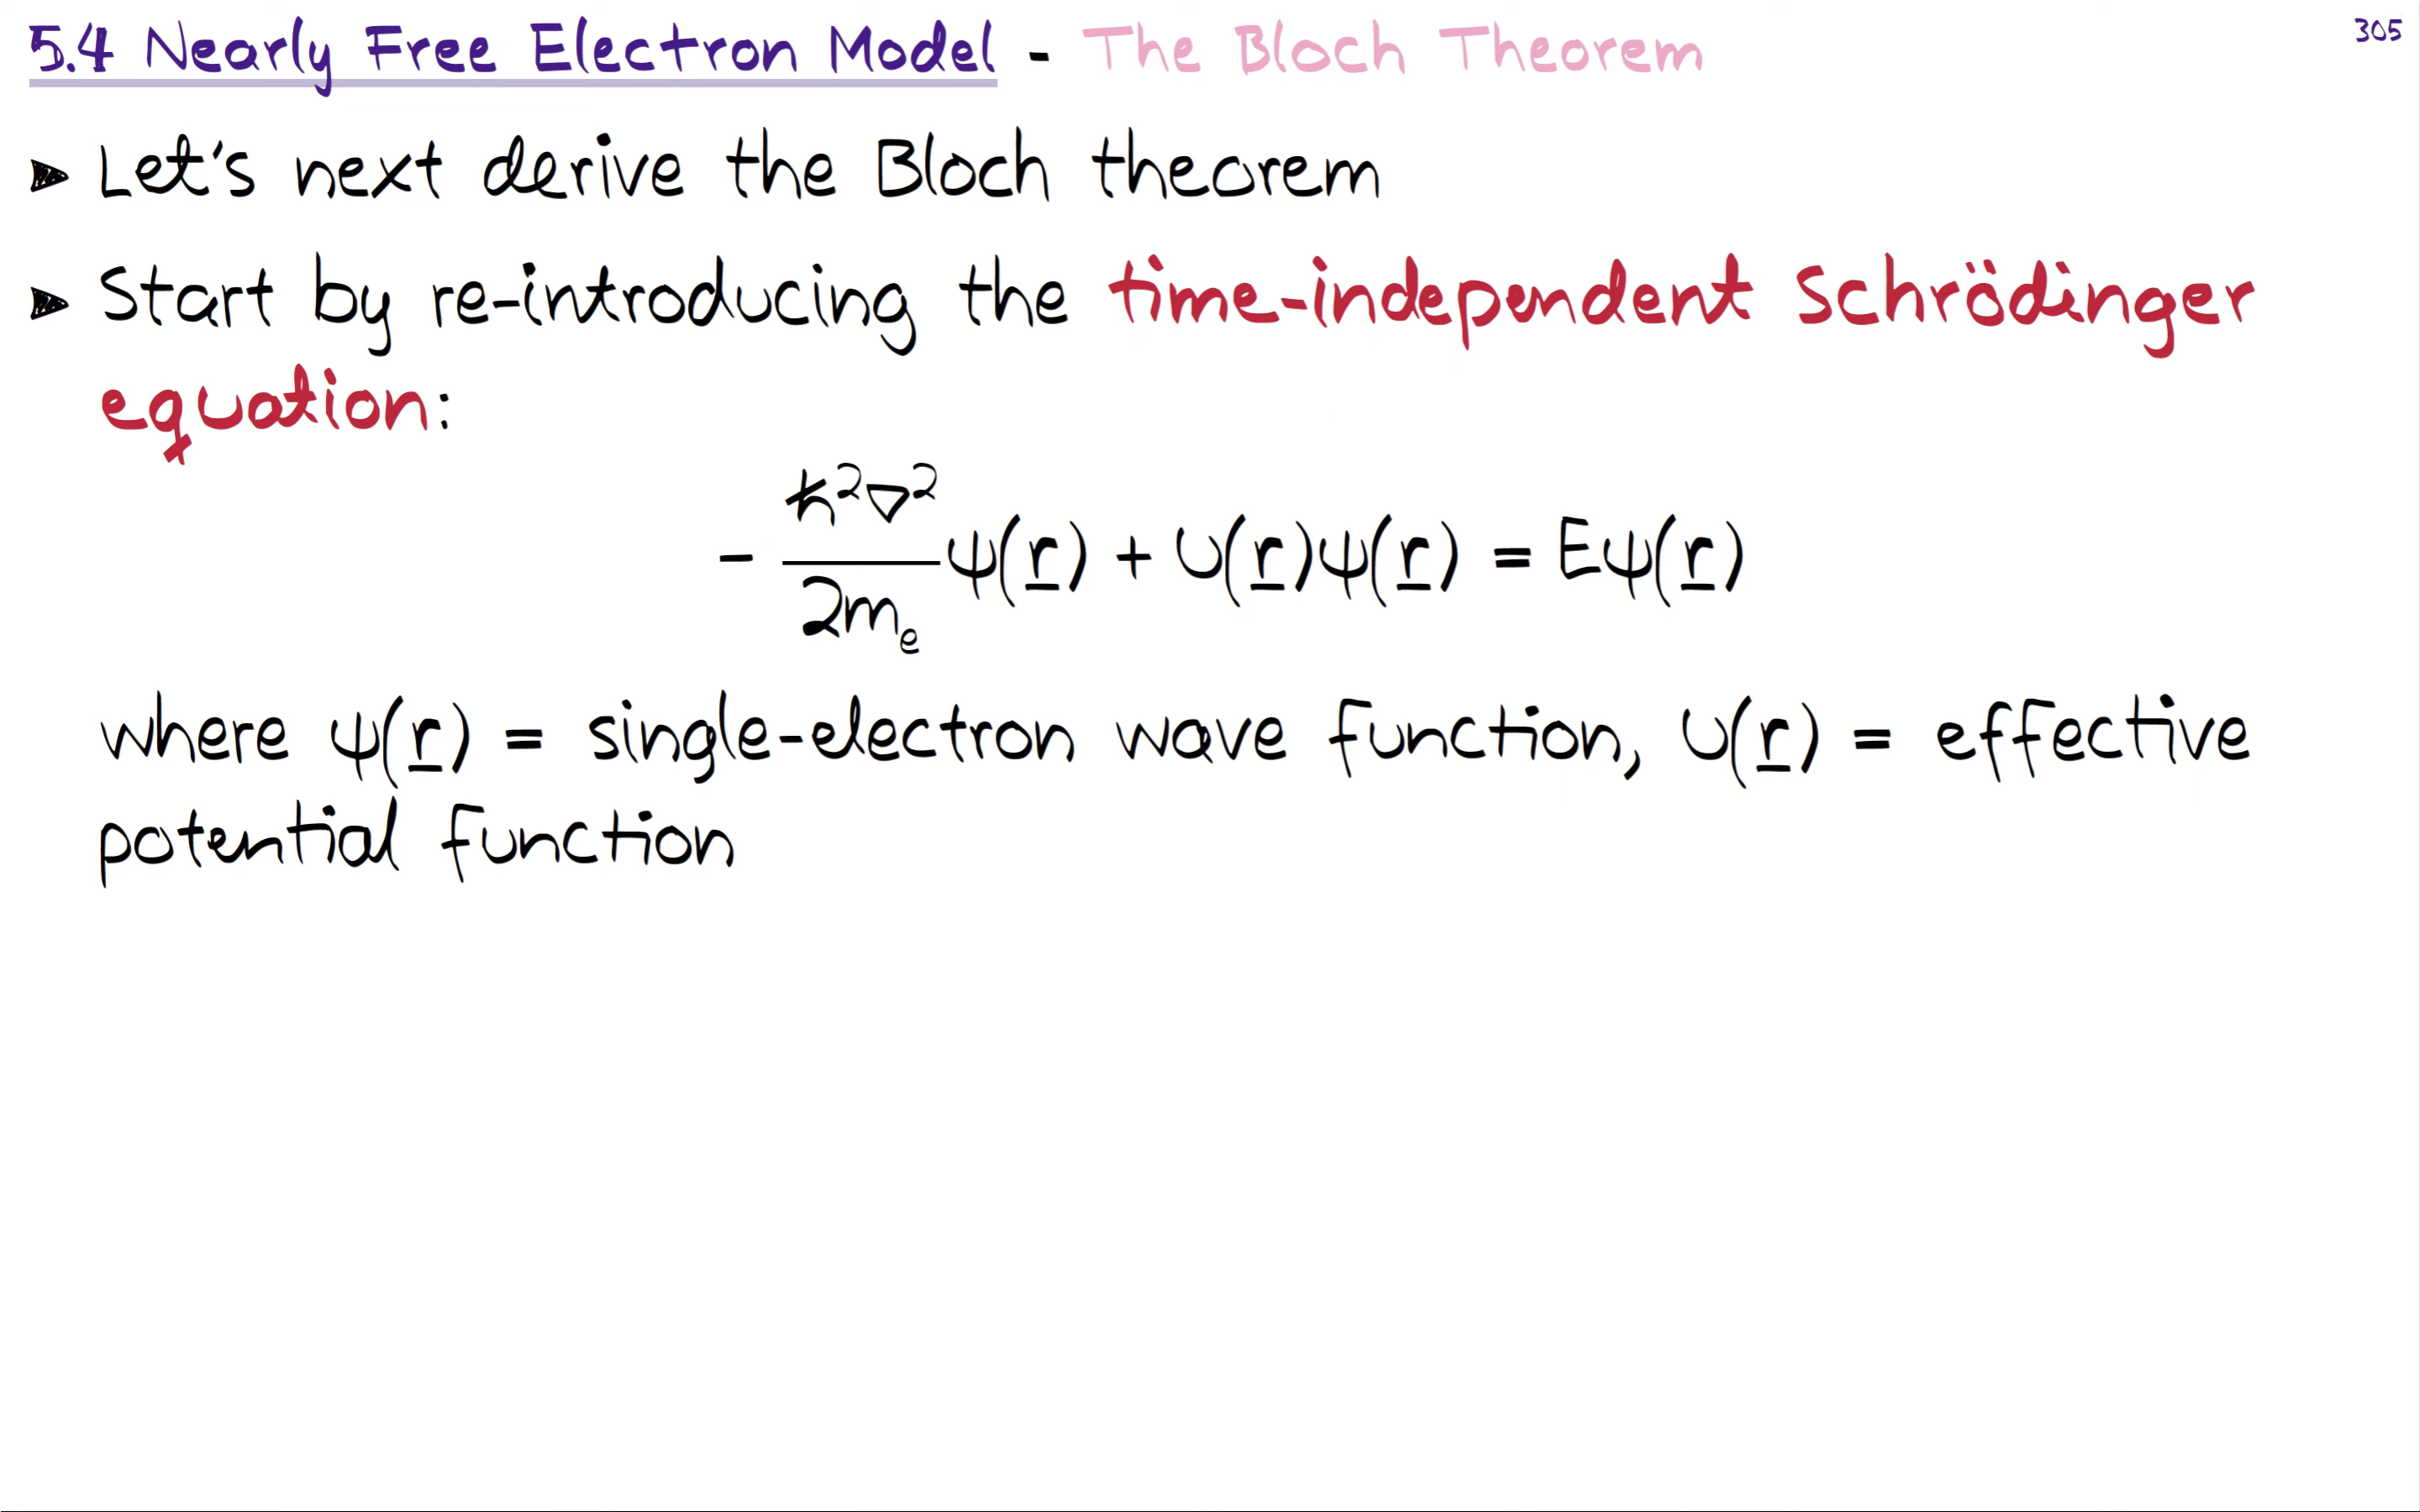 5.4 Nearly Free Electron Model - The Bloch Theorem
305
▶ Let's next derive the Bloch theorem
▶ Start by re-introducing the time-independent Schrödinger
equation:
- ħ²∇²/2mₑ ψ(r̲) + U(r̲)ψ(r̲) = Eψ(r̲)
where ψ(r̲) = single-electron wave function, U(r̲) = effective
potential function